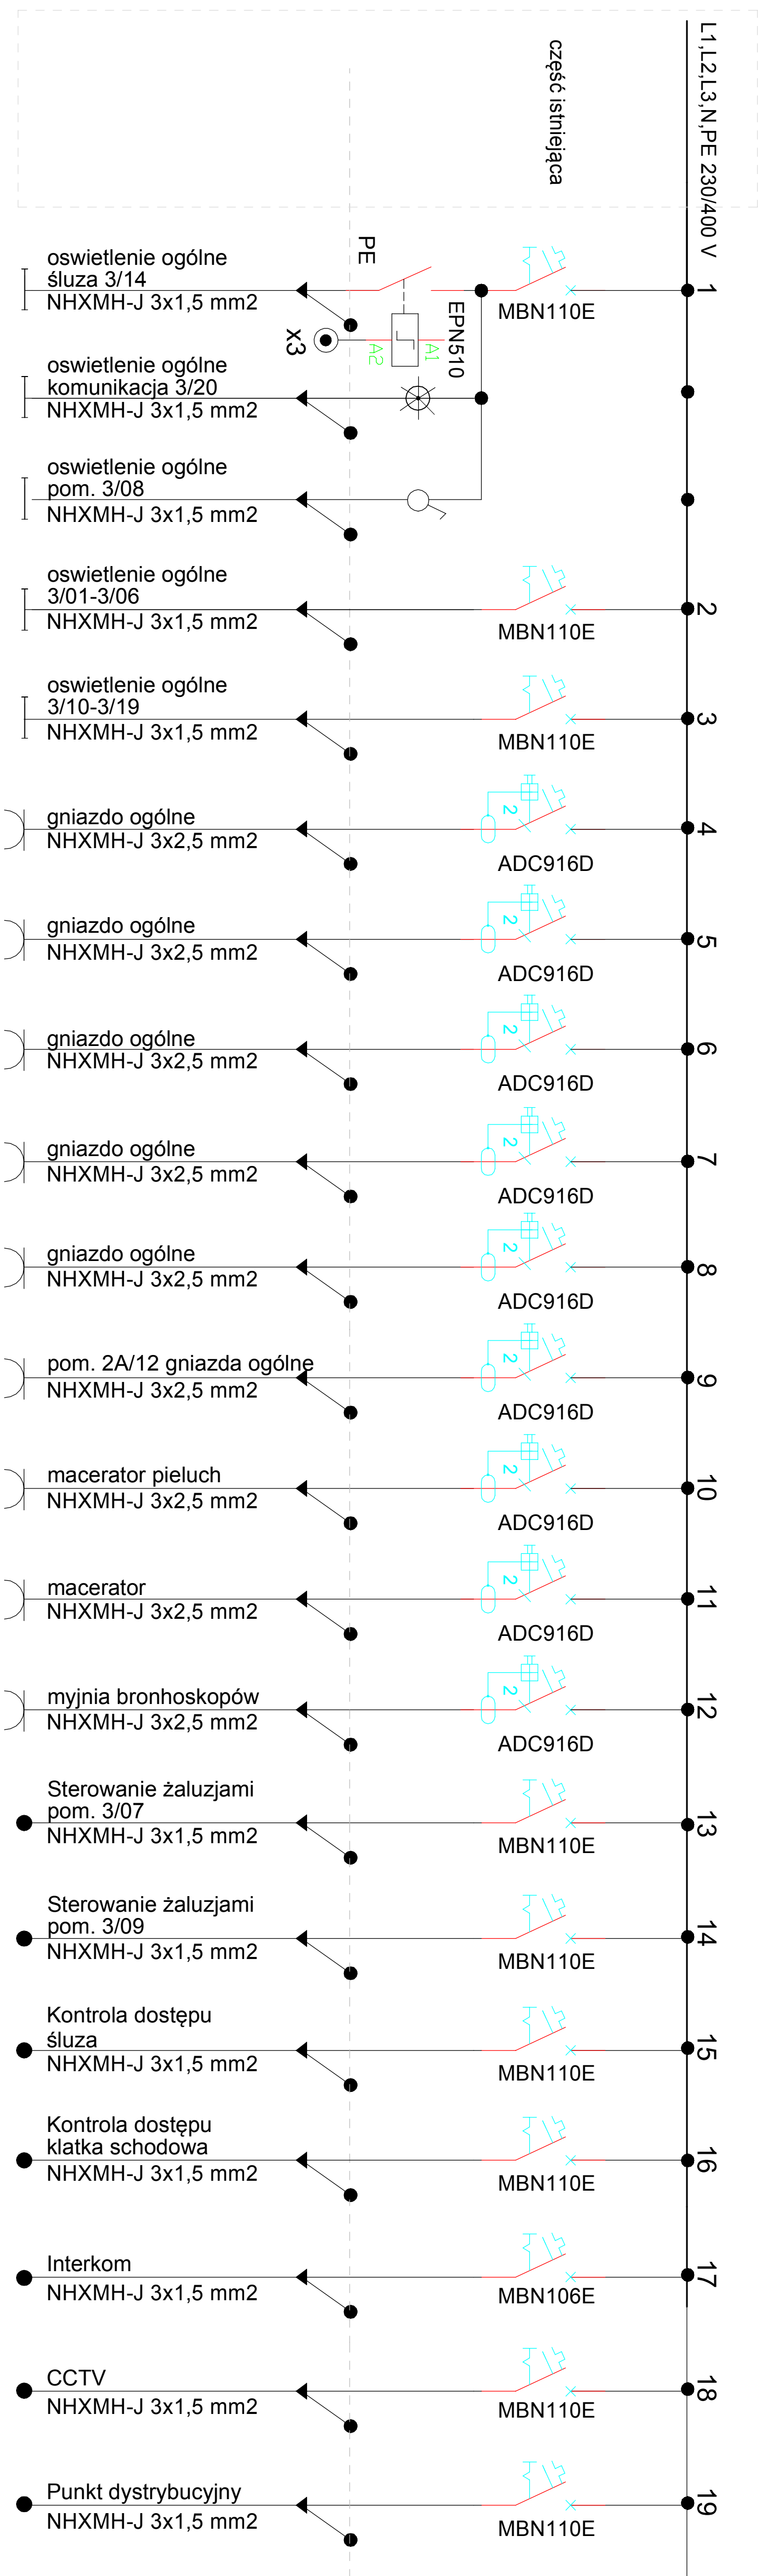 L1,L2,L3,N,PE 230/400 V
część istniejąca
PE
1
MBN110E
oswietlenie ogólne
śluza 3/14
NHXMH-J 3x1,5 mm2
EPN510
A1
A2
x3
oswietlenie ogólne
komunikacja 3/20
NHXMH-J 3x1,5 mm2
oswietlenie ogólne
pom. 3/08
NHXMH-J 3x1,5 mm2
2
MBN110E
oswietlenie ogólne
3/01-3/06
NHXMH-J 3x1,5 mm2
3
MBN110E
oswietlenie ogólne
3/10-3/19
NHXMH-J 3x1,5 mm2
4
2
ADC916D
gniazdo ogólne
NHXMH-J 3x2,5 mm2
5
2
ADC916D
gniazdo ogólne
NHXMH-J 3x2,5 mm2
6
2
ADC916D
gniazdo ogólne
NHXMH-J 3x2,5 mm2
7
2
ADC916D
gniazdo ogólne
NHXMH-J 3x2,5 mm2
8
2
ADC916D
gniazdo ogólne
NHXMH-J 3x2,5 mm2
9
2
ADC916D
pom. 2A/12 gniazda ogólne
NHXMH-J 3x2,5 mm2
10
2
ADC916D
macerator pieluch
NHXMH-J 3x2,5 mm2
11
2
ADC916D
macerator
NHXMH-J 3x2,5 mm2
12
2
ADC916D
myjnia bronhoskopów
NHXMH-J 3x2,5 mm2
13
MBN110E
Sterowanie żaluzjami
pom. 3/07
NHXMH-J 3x1,5 mm2
14
MBN110E
Sterowanie żaluzjami
pom. 3/09
NHXMH-J 3x1,5 mm2
15
MBN110E
Kontrola dostępu
śluza
NHXMH-J 3x1,5 mm2
16
MBN110E
Kontrola dostępu
klatka schodowa
NHXMH-J 3x1,5 mm2
17
MBN106E
Interkom
NHXMH-J 3x1,5 mm2
18
MBN110E
CCTV
NHXMH-J 3x1,5 mm2
19
MBN110E
Punkt dystrybucyjny
NHXMH-J 3x1,5 mm2